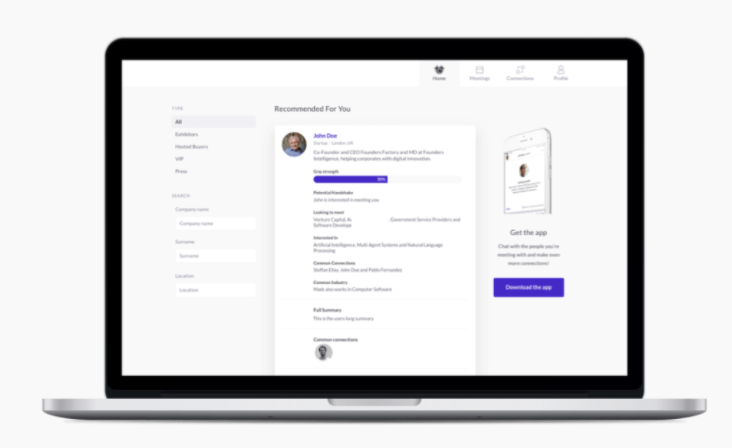 Home Meetings Connections Profile
TYPE
All
Exhibitors
Hosted Buyers
VIP
Press
SEARCH
Company name
Company name
Surname
Surname
Location
Location
Recommended For You
John Doe
Startup - London, UK
Co-Founder and CEO Founders Factory and MD at Founders
Intelligence, helping corporates with digital innovation.
Grip strength
50%
Potential Handshake
John is interested in meeting you
Looking to meet
Venture Capital, A ,Government Service Providers and
Software Develope
Interested in
Artificial Intelligence, Multi Agent Systems and Natural Language
Processing
Common Connections
Steffan Elias, John Doe and Pablo Fernandez
Common Industry
Made also works in Computer Software
Full Summary
This is the users long summary
Common connections
Get the app
Chat with the people you're
meeting with and make even
more connections!
Download the app